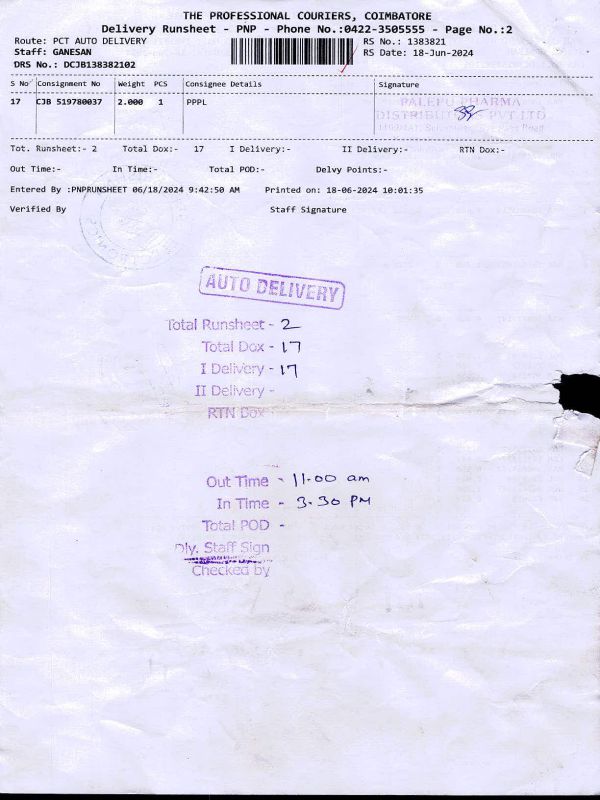 THE PROFESSIONAL COURIERS, COIMBATORE
Delivery Runsheet - PNP - Phone No.:0422-3505555 - Page No.:2
Route: PCT AUTO DELIVERY RS No.: 1383821
Staff: GANESAN RS Date: 18-Jun-2024
DRS No.: DCJB138382102
S No Consignment No Weight PCS Consignee Details Signature
17 CJB 519780037 2.000 1 PPPL
PALEPU PHARMA
DISTRIBUTORS PVT LTD
Tot. Runsheet:- 2 Total Dox:- 17 I Delivery:- II Delivery:- RTN Dox:-
Out Time:- In Time:- Total POD:- Delvy Points:-
Entered By :PNPRUNSHEET 06/18/2024 9:42:50 AM Printed on: 18-06-2024 10:01:35
Verified By Staff Signature
AUTO DELIVERY
Total Runsheet - 2
Total Dox - 17
I Delivery - 17
II Delivery -
RTN Dox
Out Time - 11.00 am
In Time - 3.30 PM
Total POD -
Dly. Staff Sign
Checked by